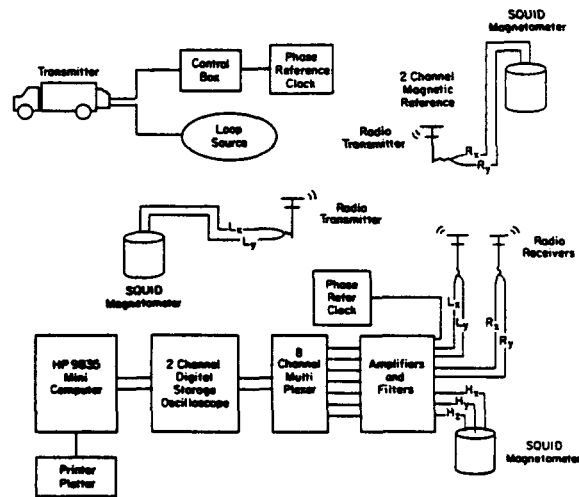 SQUID
Magnetometer
Transmitter
Control
Box
Phase
Reference
Clock
2 Channel
Magnetic
Reference
Loop
Source
Radio
Transmitter
Rx
Ry
Lx
Ly
Radio
Transmitter
SQUID
Magnetometer
Radio
Receivers
Phase
Refer
Clock
Lx
Ly
Rx
Ry
HP 9835
Mini
Computer
2 Channel
Digital
Storage
Oscilloscope
8
Channel
Multi
Plexer
Amplifiers
and
Filters
Hx
Hy
Hz
SQUID
Magnetometer
Printer
Plotter